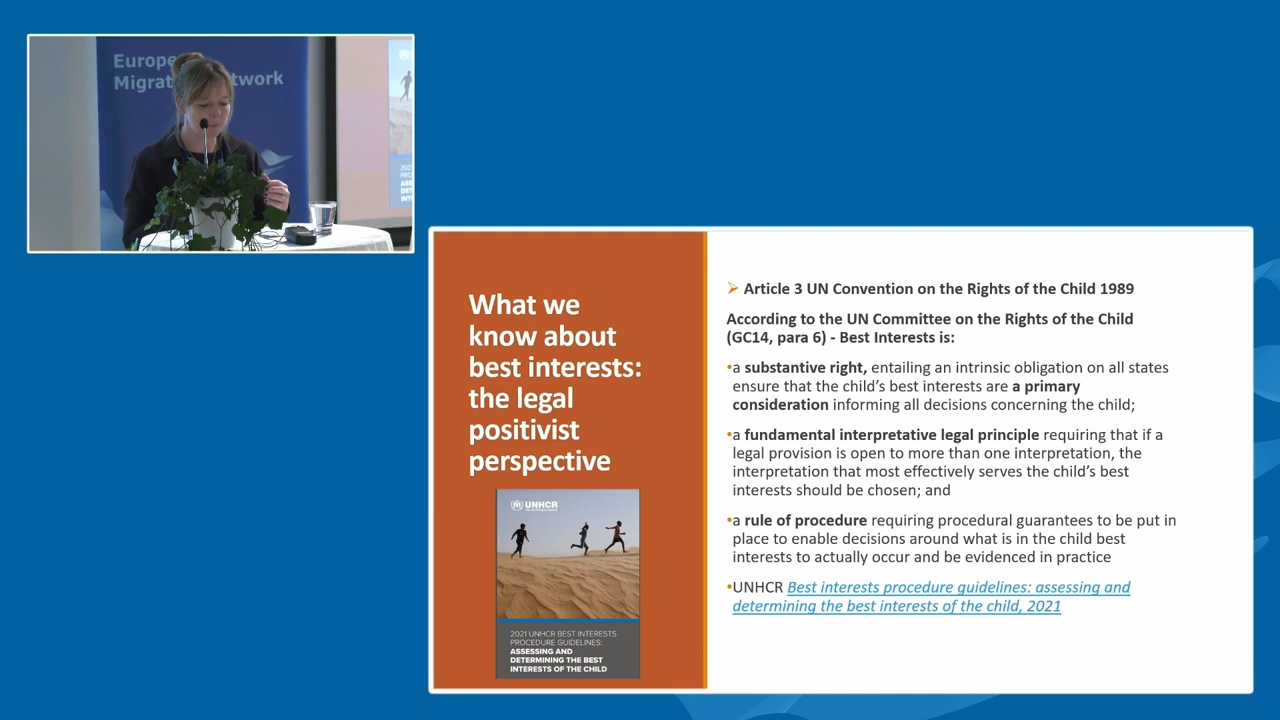 Europe
Migrat twork
What we
know about
best interests:
the legal
positivist
perspective
UNHCR
2021 UNHCR BEST INTERESTS
PROCEDURE GUIDELINES:
ASSESSING AND
DETERMINING THE BEST
INTERESTS OF THE CHILD
➢ Article 3 UN Convention on the Rights of the Child 1989
According to the UN Committee on the Rights of the Child
(GC14, para 6) - Best Interests is:
•a substantive right, entailing an intrinsic obligation on all states
ensure that the child's best interests are a primary
consideration informing all decisions concerning the child;
•a fundamental interpretative legal principle requiring that if a
legal provision is open to more than one interpretation, the
interpretation that most effectively serves the child's best
interests should be chosen; and
•a rule of procedure requiring procedural guarantees to be put in
place to enable decisions around what is in the child best
interests to actually occur and be evidenced in practice
•UNHCR Best interests procedure guidelines: assessing and
determining the best interests of the child, 2021